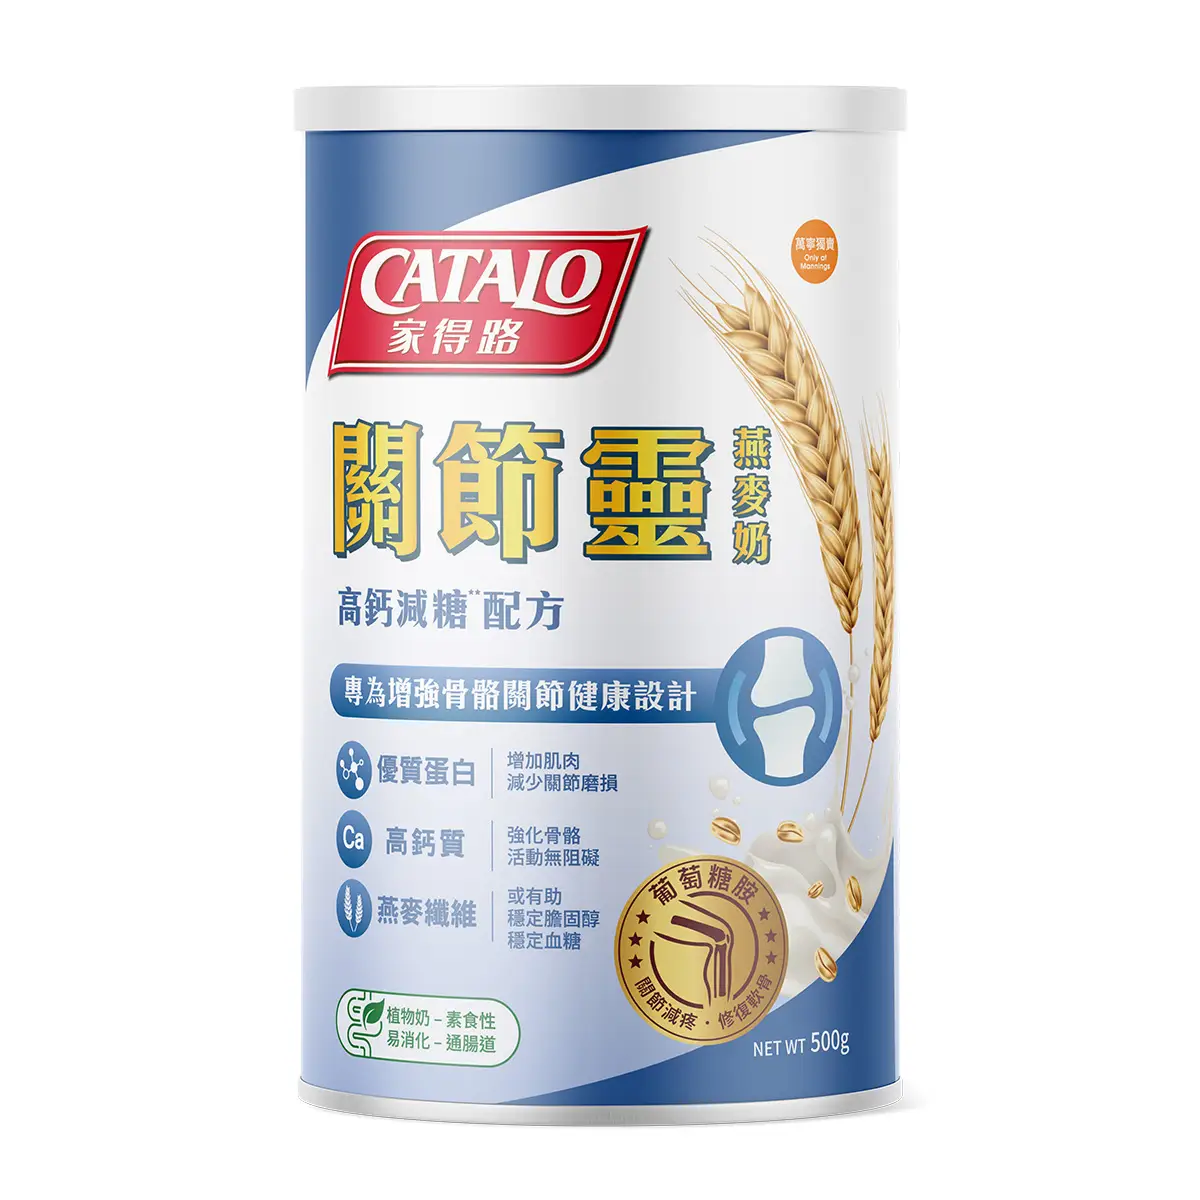 CATALO
家得路
萬寧獨賣
Only at
Mannings
關節靈
燕麥奶
高鈣減糖**配方
專為增強骨骼關節健康設計
優質蛋白
增加肌肉
減少關節磨損
Ca
高鈣質
強化骨骼
活動無阻礙
燕麥纖維
或有助
穩定膽固醇
穩定血糖
葡萄糖胺
關節減疼·修復軟骨
植物奶–素食性
易消化–通腸道
NET WT 500g